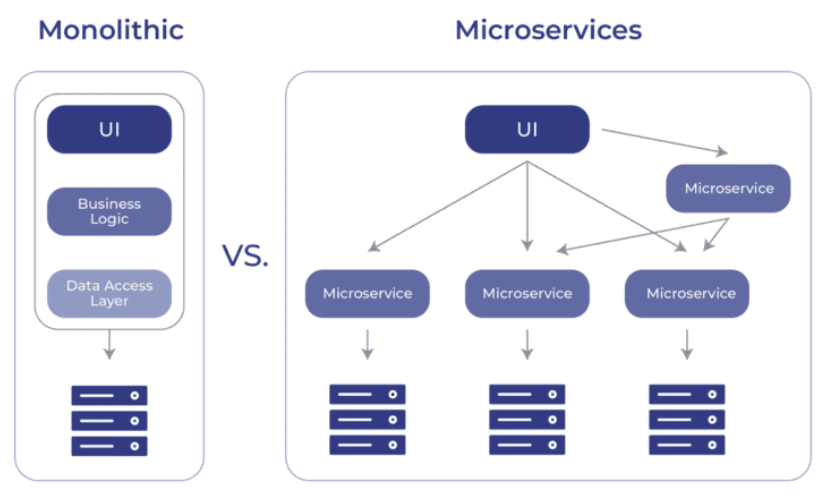 Monolithic
Microservices
UI
Business
Logic
Data Access
Layer
VS.
UI
Microservice
Microservice
Microservice
Microservice